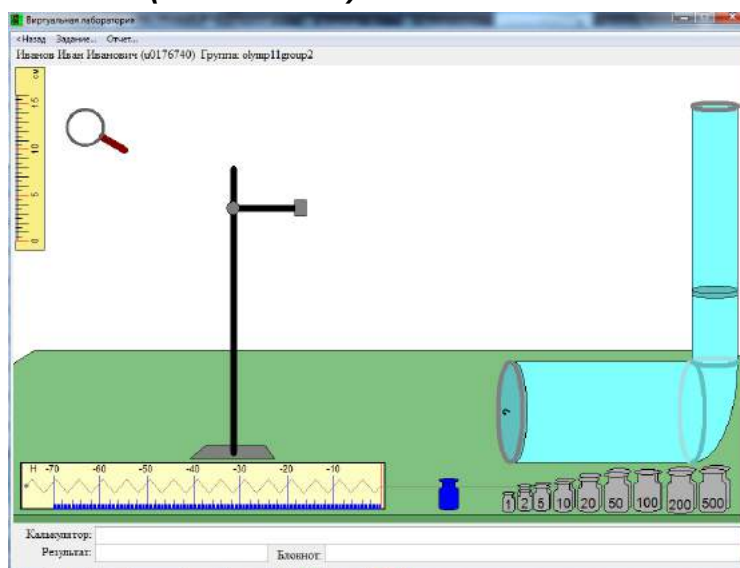 Виртуальная лаборатория
<Назад Задание... Отчет...
Иванов Иван Иванович (u0176740) Группа: olymp11group2
см
15
10
5
0
Н -70 -60 -50 -40 -30 -20 -10
1 2 5 10 20 50 100 200 500
Калькулятор:
Результат: Блокнот: